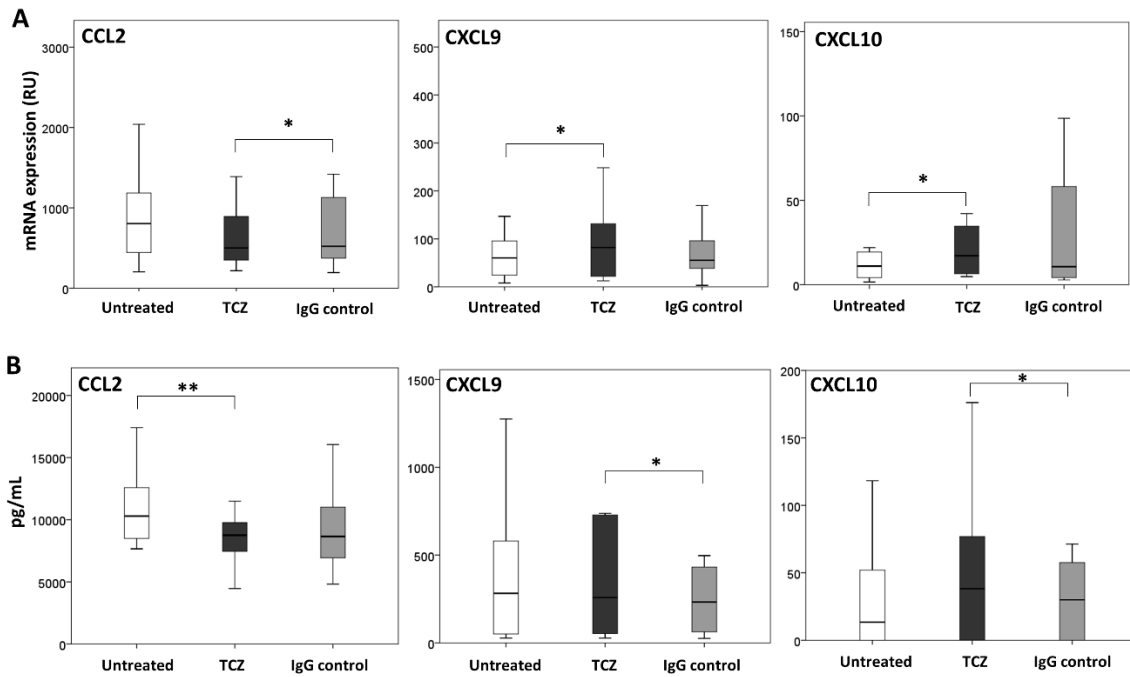 A
CCL2
CXCL9
CXCL10
mRNA expression (RU)
3000
2000
1000
0
500
400
300
200
100
0
150
100
50
0
*
*
*
Untreated TCZ IgG control
Untreated TCZ IgG control
Untreated TCZ IgG control
B
CCL2
CXCL9
CXCL10
pg/mL
20000
15000
10000
5000
0
1500
1000
500
0
200
150
100
50
0
**
*
*
Untreated TCZ IgG control
Untreated TCZ IgG control
Untreated TCZ IgG control